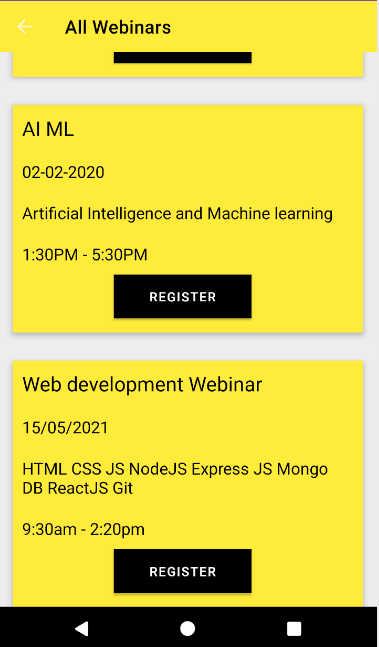 All Webinars
AI ML
02-02-2020
Artificial Intelligence and Machine learning
1:30PM - 5:30PM
REGISTER
Web development Webinar
15/05/2021
HTML CSS JS NodeJS Express JS Mongo
DB ReactJS Git
9:30am - 2:20pm
REGISTER